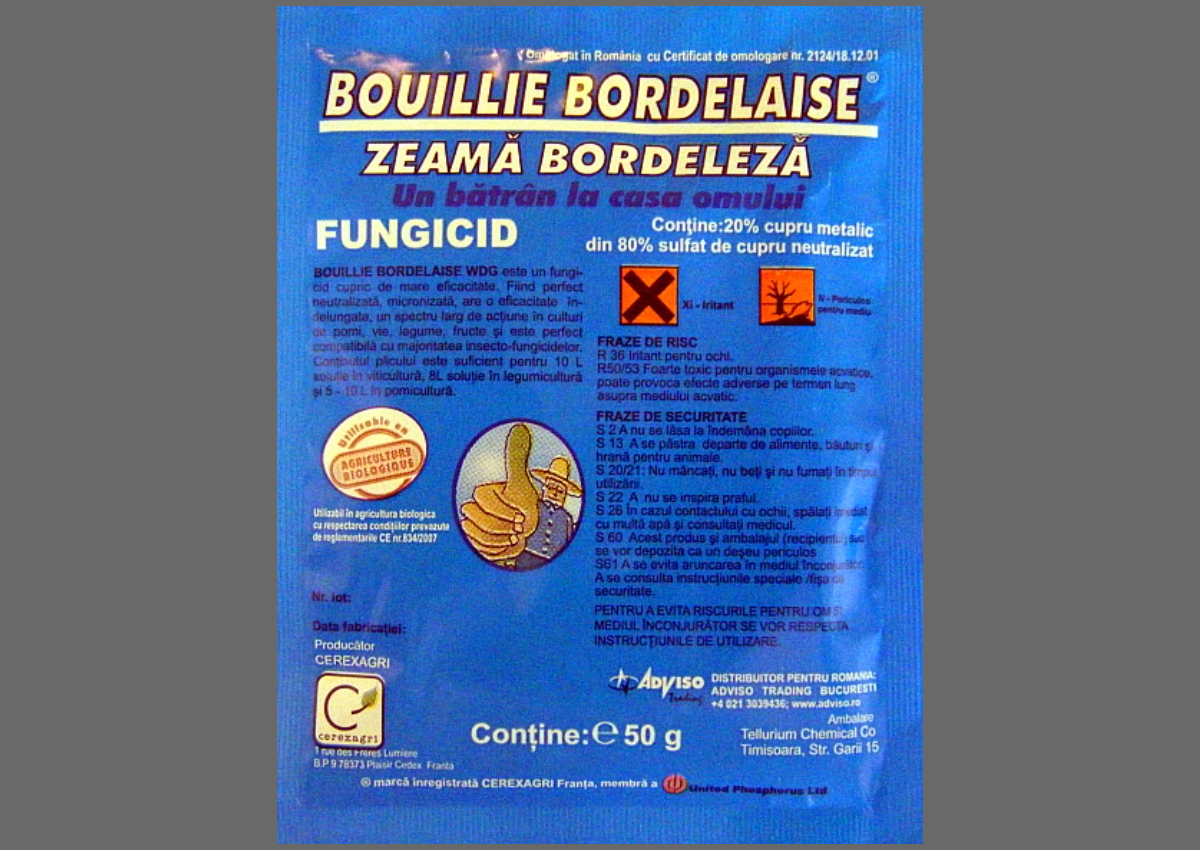 Omologat în România cu Certificat de omologare nr. 2124/18.12.01
BOUILLIE BORDELAISE®
ZEAMĂ BORDELEZĂ
Un bătrân la casa omului
FUNGICID
Conţine:20% cupru metalic
din 80% sulfat de cupru neutralizat
BOUILLIE BORDELAISE WDG este un fungi-
cid cupric de mare eficacitate. Fiind perfect
neutralizată, micronizată, are o eficacitate în-
delungata, un spectru larg de acţiune în culturi
de pomi, vie, legume, fructe şi este perfect
compatibilă cu majoritatea insecto-fungicidelor.
Conţinutul plicului este suficient pentru 10 L
soluţie în viticultură, 8L soluţie în legumicultură
şi 5 - 10 L în pomicultură.
Xi - Iritant
N - Periculos
pentru mediu
FRAZE DE RISC
R 36 Iritant pentru ochi.
R50/53 Foarte toxic pentru organismele acvatice,
poate provoca efecte adverse pe termen lung
asupra mediului acvatic.
FRAZE DE SECURITATE
S 2 A nu se lăsa la îndemâna copiilor.
S 13 A se păstra departe de alimente, băuturi şi
hrană pentru animale.
S 20/21: Nu mâncaţi, nu beţi şi nu fumaţi în timpul
utilizării.
S 22 A nu se inspira praful.
S 26 În cazul contactului cu ochii, spălaţi imediat
cu multă apă şi consultaţi medicul.
S 60 Acest produs şi ambalajul (recipientul) sau
se vor depozita ca un deşeu periculos
S61 A se evita aruncarea în mediul înconjurător.
A se consulta instrucţiunile speciale /fişa de
securitate.
PENTRU A EVITA RISCURILE PENTRU OM ŞI
MEDIUL ÎNCONJURĂTOR SE VOR RESPECTA
INSTRUCŢIUNILE DE UTILIZARE.
Utilisable en
AGRICULTURE
BIOLOGIQUE
Utilizabil în agricultura biologica
cu respectarea condiţiilor prevazute
de reglementarile CE nr.834/2007
Nr. lot:
Data fabricaţiei:
Producător
CEREXAGRI
cerexagri
1 rue des Freres Lumiere
B.P 9 78373 Plaisir Cedex Franta
ADVISO
Trading
DISTRIBUITOR PENTRU ROMANIA:
ADVISO TRADING BUCURESTI
+4 021 3039436; www.adviso.ro
Ambalare
Tellurium Chemical Co
Timisoara, Str. Garii 15
Conţine:℮ 50 g
® marcă înregistrată CEREXAGRI Franţa, membră a United Phosphorus Ltd